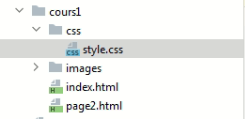 cours1
css
style.css
images
index.html
page2.html